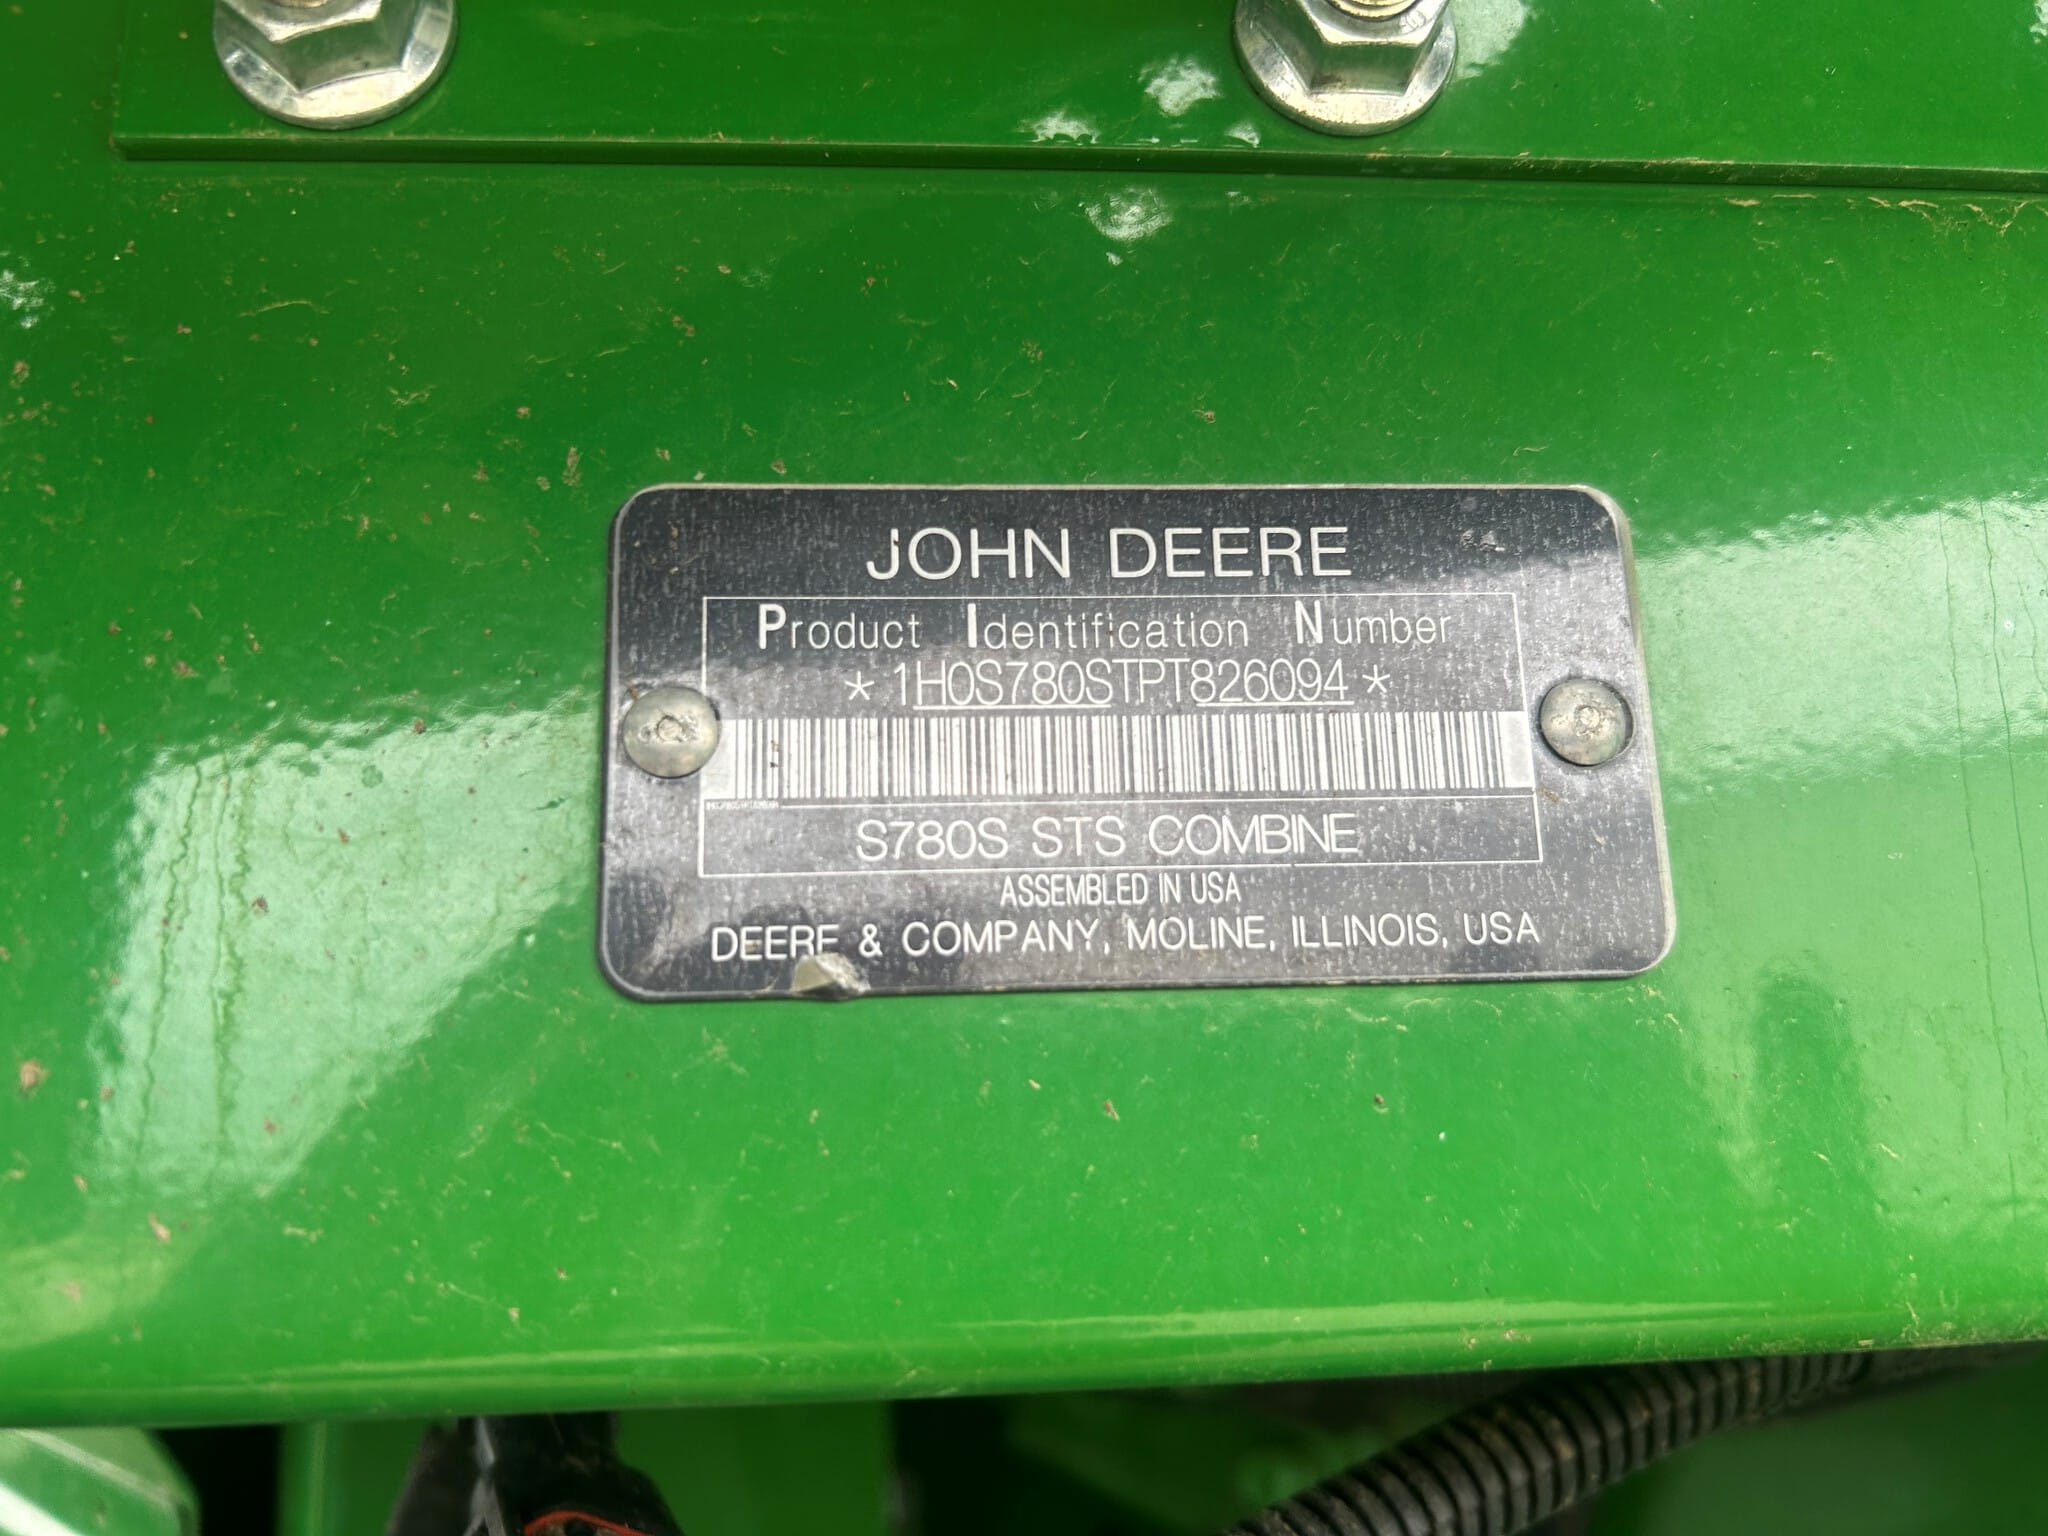 JOHN DEERE
Product Identification Number
*1H0S780STPT826094*
S780S STS COMBINE
ASSEMBLED IN USA
DEERE & COMPANY, MOLINE, ILLINOIS, USA